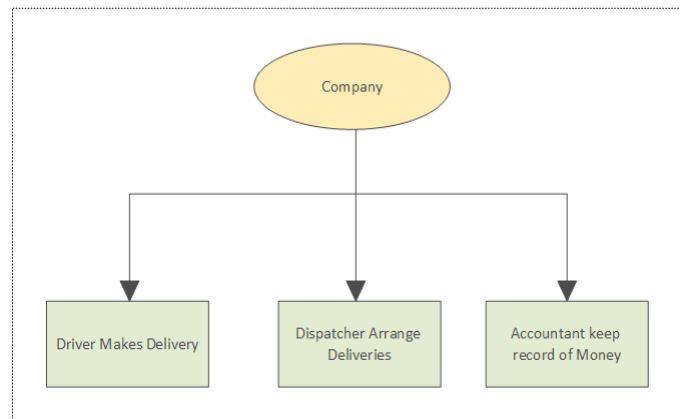 Company
Driver Makes Delivery
Dispatcher Arrange
Deliveries
Accountant keep
record of Money